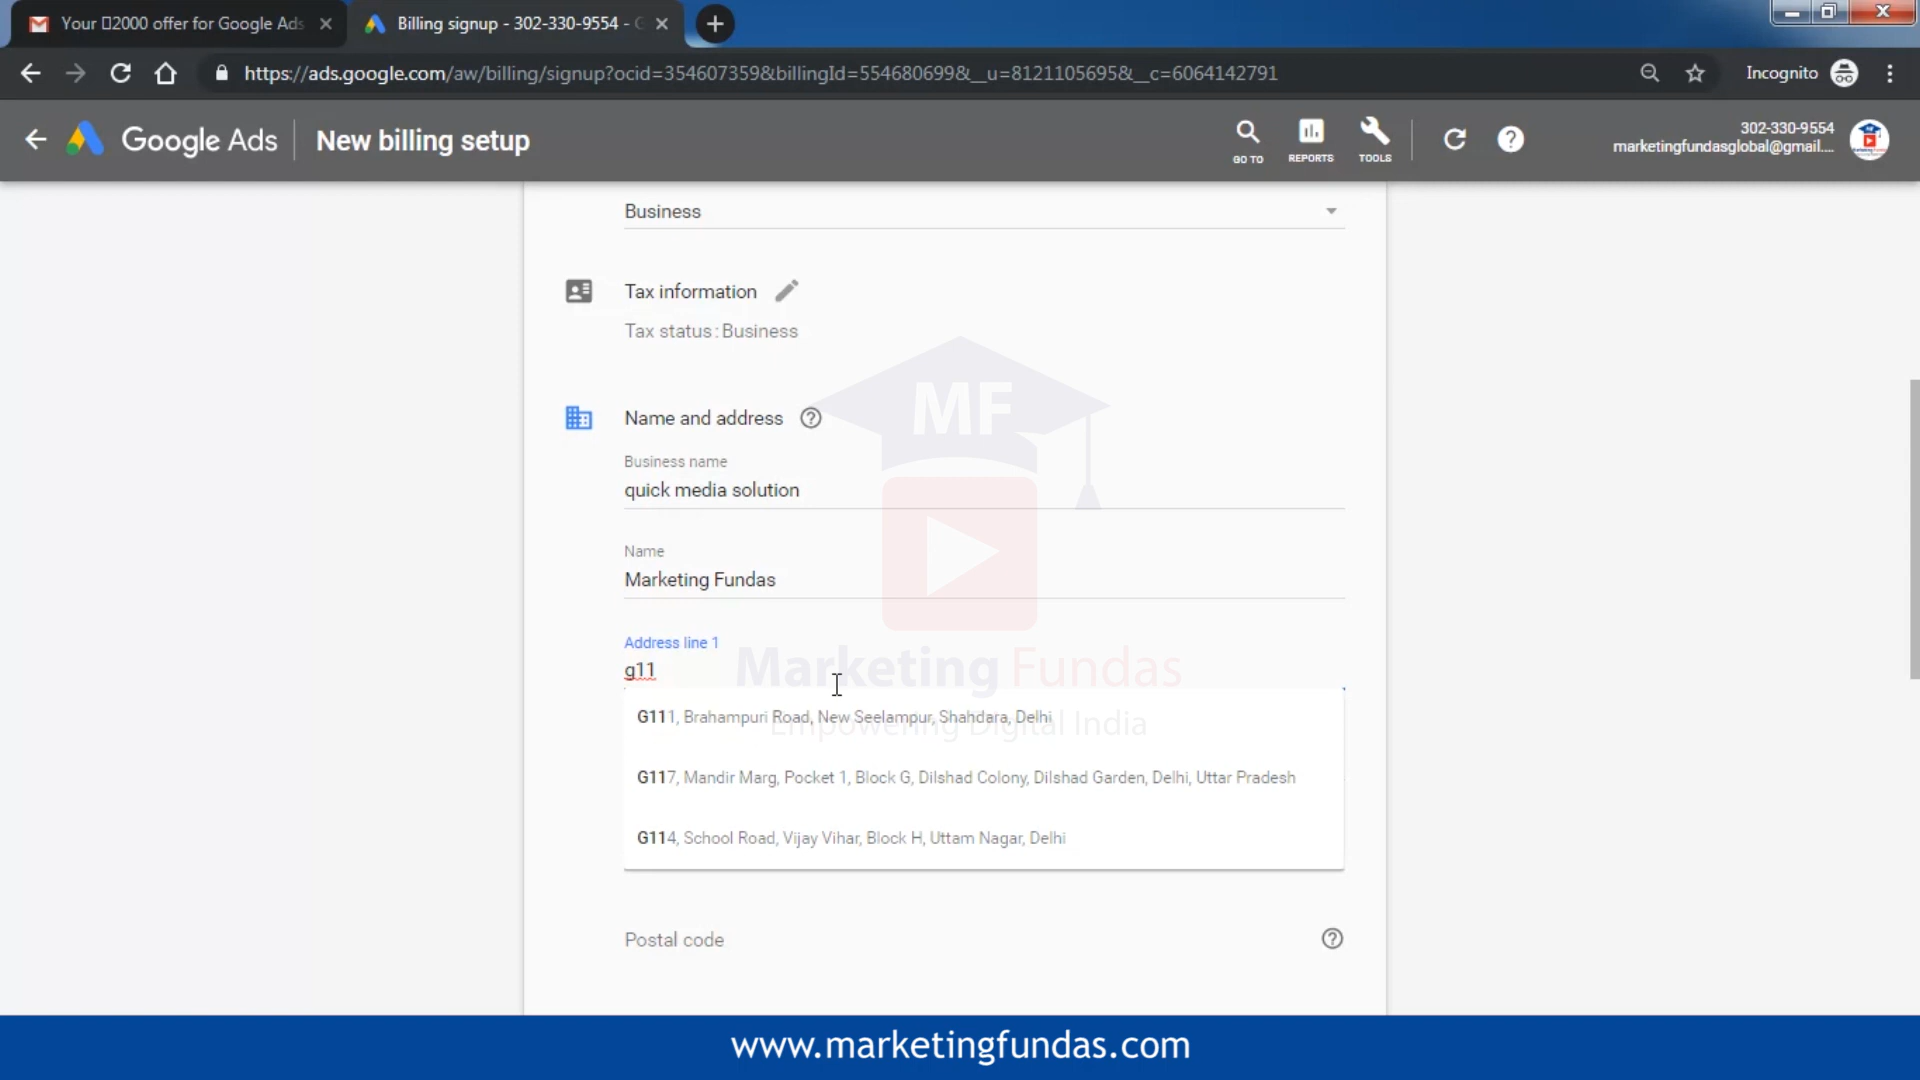 Your 2000 offer for Google Ads
Billing signup - 302-330-9554 - G
https://ads.google.com/aw/billing/signup?ocid=354607359&billingId=554680699&__u=8121105695&__c=6064142791
Incognito
Google Ads
New billing setup
GO TO
REPORTS
TOOLS
302-330-9554
marketingfundasglobal@gmail....
Business
Tax information
Tax status: Business
MF
Name and address
Business name
quick media solution
Name
Marketing Fundas
Address line 1
g11
Marketing Fundas
G111, Brahampuri Road, New Seelampur, Shahdara, Delhi
Empowering Digital India
G117, Mandir Marg, Pocket 1, Block G, Dilshad Colony, Dilshad Garden, Delhi, Uttar Pradesh
G114, School Road, Vijay Vihar, Block H, Uttam Nagar, Delhi
Postal code
www.marketingfundas.com